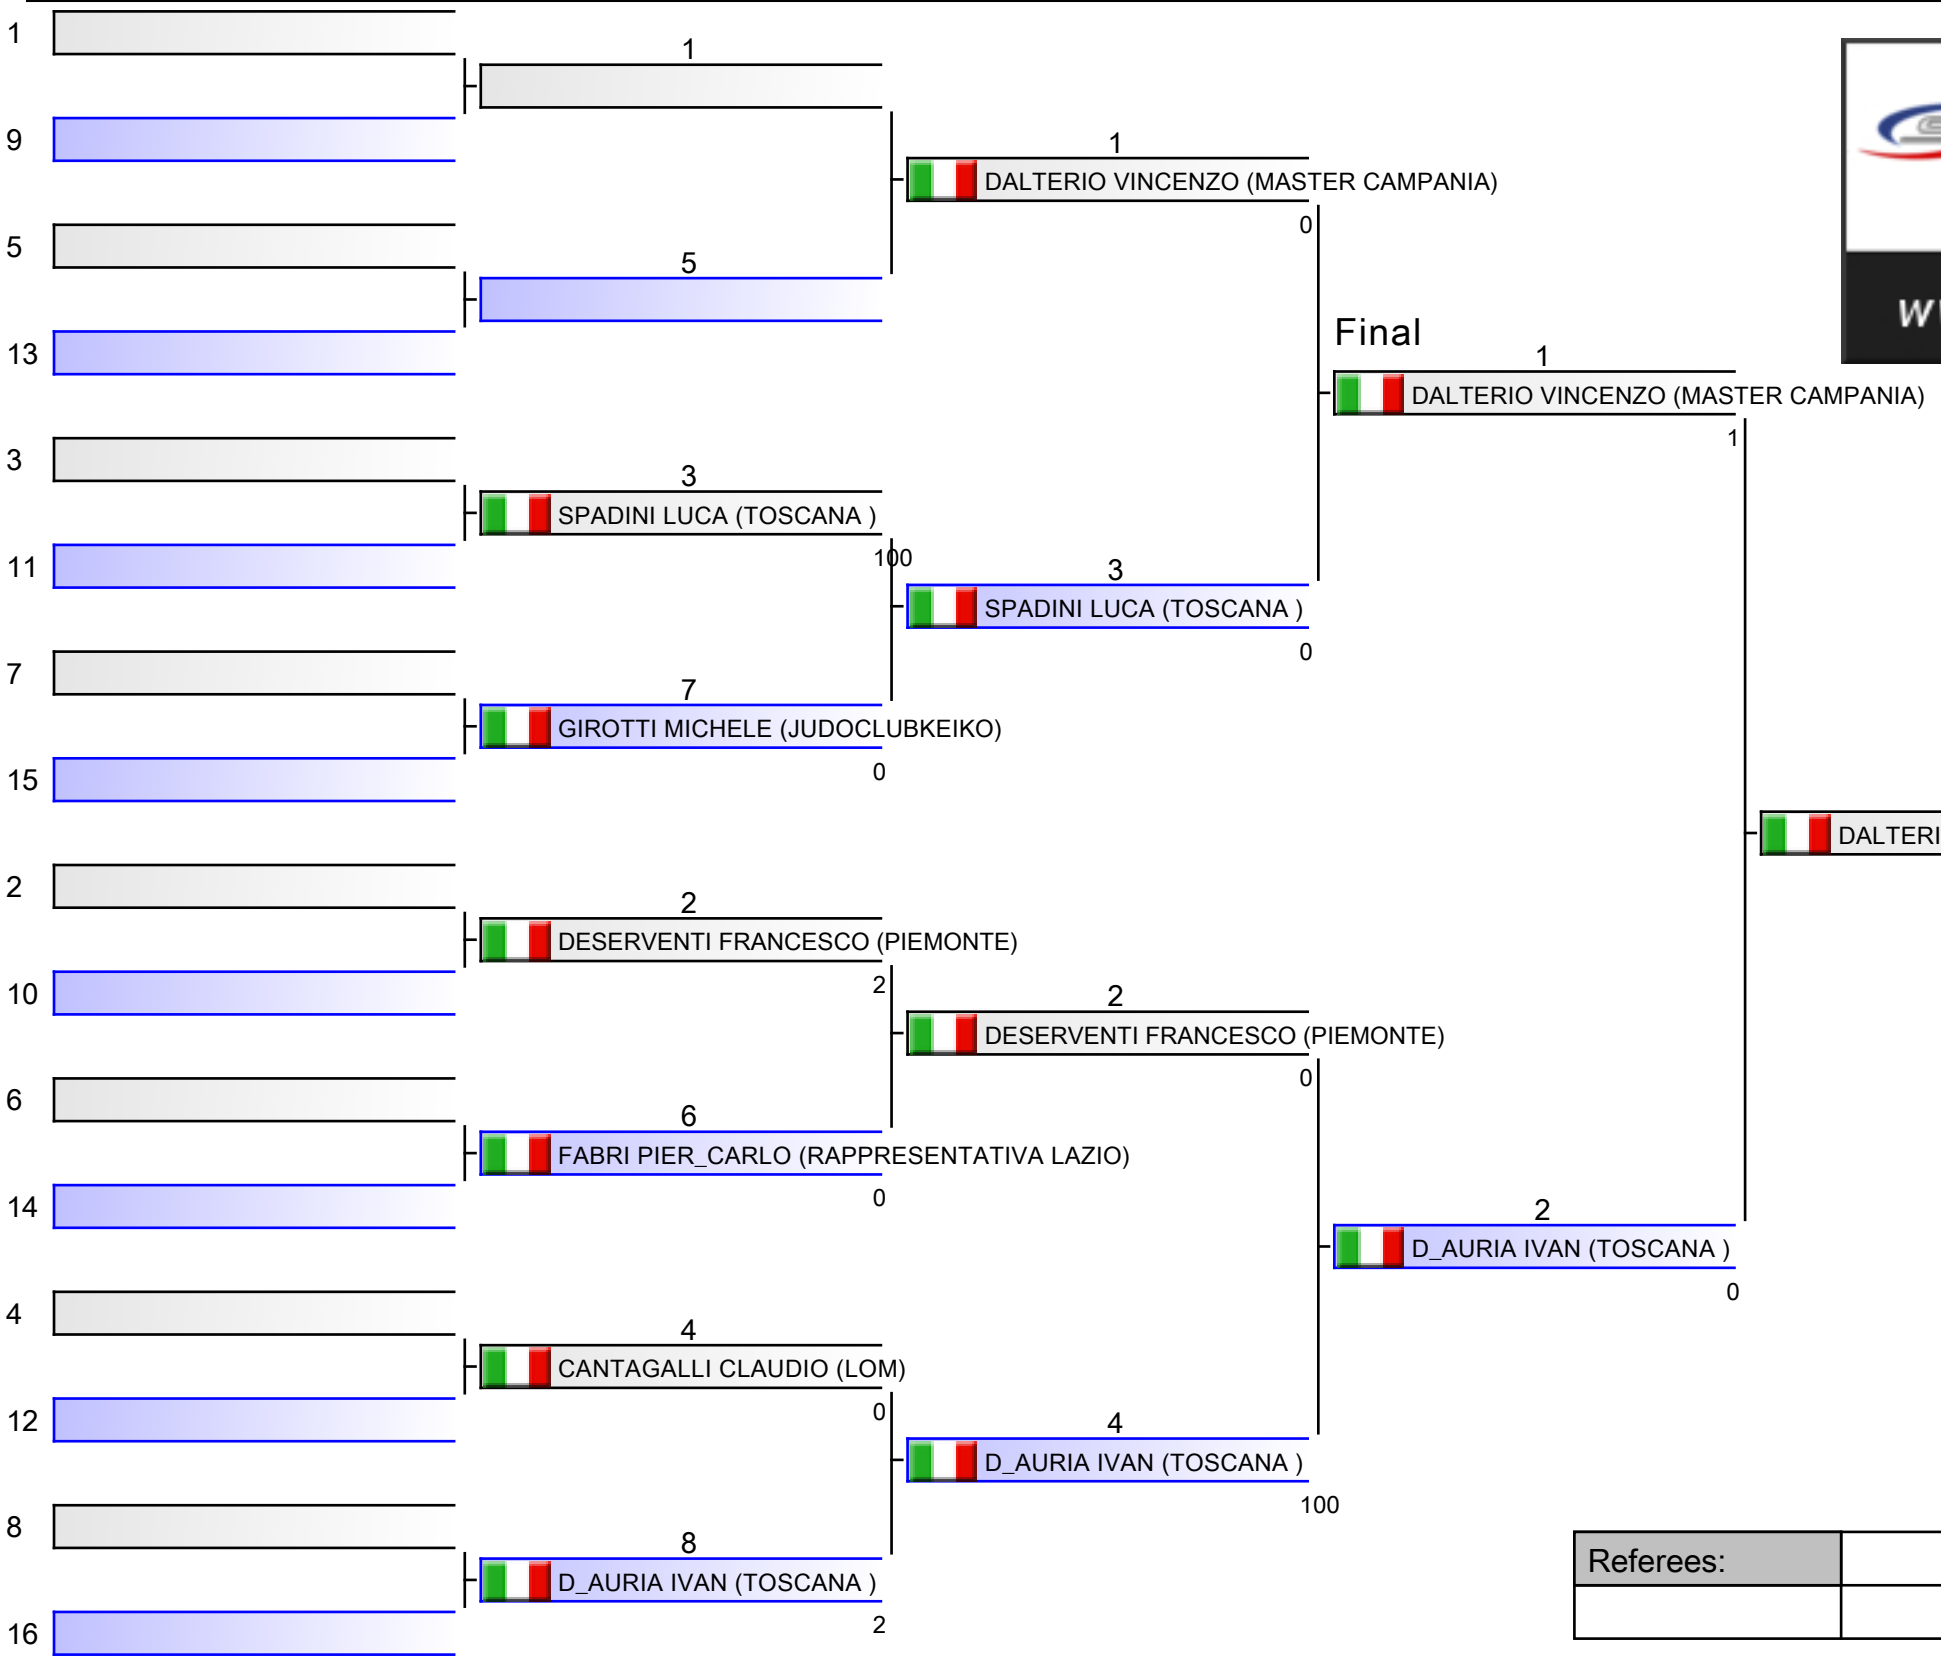 1
9
5
13
3
11
7
15
2
10
6
14
4
12
8
16
1
5
3
SPADINI LUCA (TOSCANA )
100
7
GIROTTI MICHELE (JUDOCLUBKEIKO)
0
2
DESERVENTI FRANCESCO (PIEMONTE)
2
6
FABRI PIER_CARLO (RAPPRESENTATIVA LAZIO)
0
4
CANTAGALLI CLAUDIO (LOM)
0
8
D_AURIA IVAN (TOSCANA )
2
1
DALTERIO VINCENZO (MASTER CAMPANIA)
0
3
SPADINI LUCA (TOSCANA )
0
2
DESERVENTI FRANCESCO (PIEMONTE)
0
4
D_AURIA IVAN (TOSCANA )
100
Final
1
DALTERIO VINCENZO (MASTER CAMPANIA)
1
2
D_AURIA IVAN (TOSCANA )
0
DALTERI
Referees: